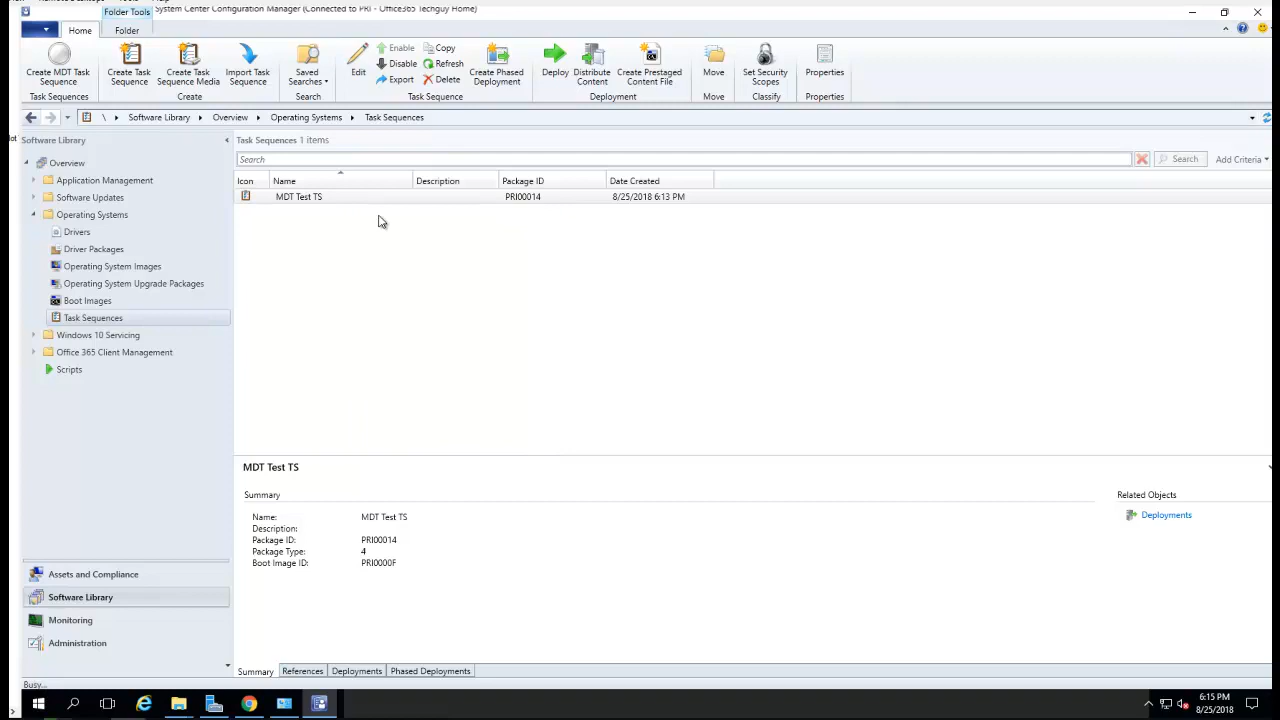 Folder Tools
System Center Configuration Manager (Connected to PRI - Office365 Techguy Home)
Home
Folder
Create MDT Task
Sequence
Task Sequences
Create Task
Sequence
Create Task
Sequence Media
Import Task
Sequence
Create
Saved
Searches
Search
Edit
Enable
Disable
Export
Copy
Refresh
Delete
Create Phased
Deployment
Task Sequence
Deploy
Distribute
Content
Create Prestaged
Content File
Deployment
Move
Move
Set Security
Scopes
Classify
Properties
Properties
\ Software Library Overview Operating Systems Task Sequences
Software Library
Overview
Application Management
Software Updates
Operating Systems
Drivers
Driver Packages
Operating System Images
Operating System Upgrade Packages
Boot Images
Task Sequences
Windows 10 Servicing
Office 365 Client Management
Scripts
Assets and Compliance
Software Library
Monitoring
Administration
Task Sequences 1 items
Search
Search
Add Criteria
Icon Name Description Package ID Date Created
MDT Test TS PRI00014 8/25/2018 6:13 PM
MDT Test TS
Summary
Name: MDT Test TS
Description:
Package ID: PRI00014
Package Type: 4
Boot Image ID: PRI0000F
Related Objects
Deployments
Summary References Deployments Phased Deployments
Busy...
6:15 PM
8/25/2018